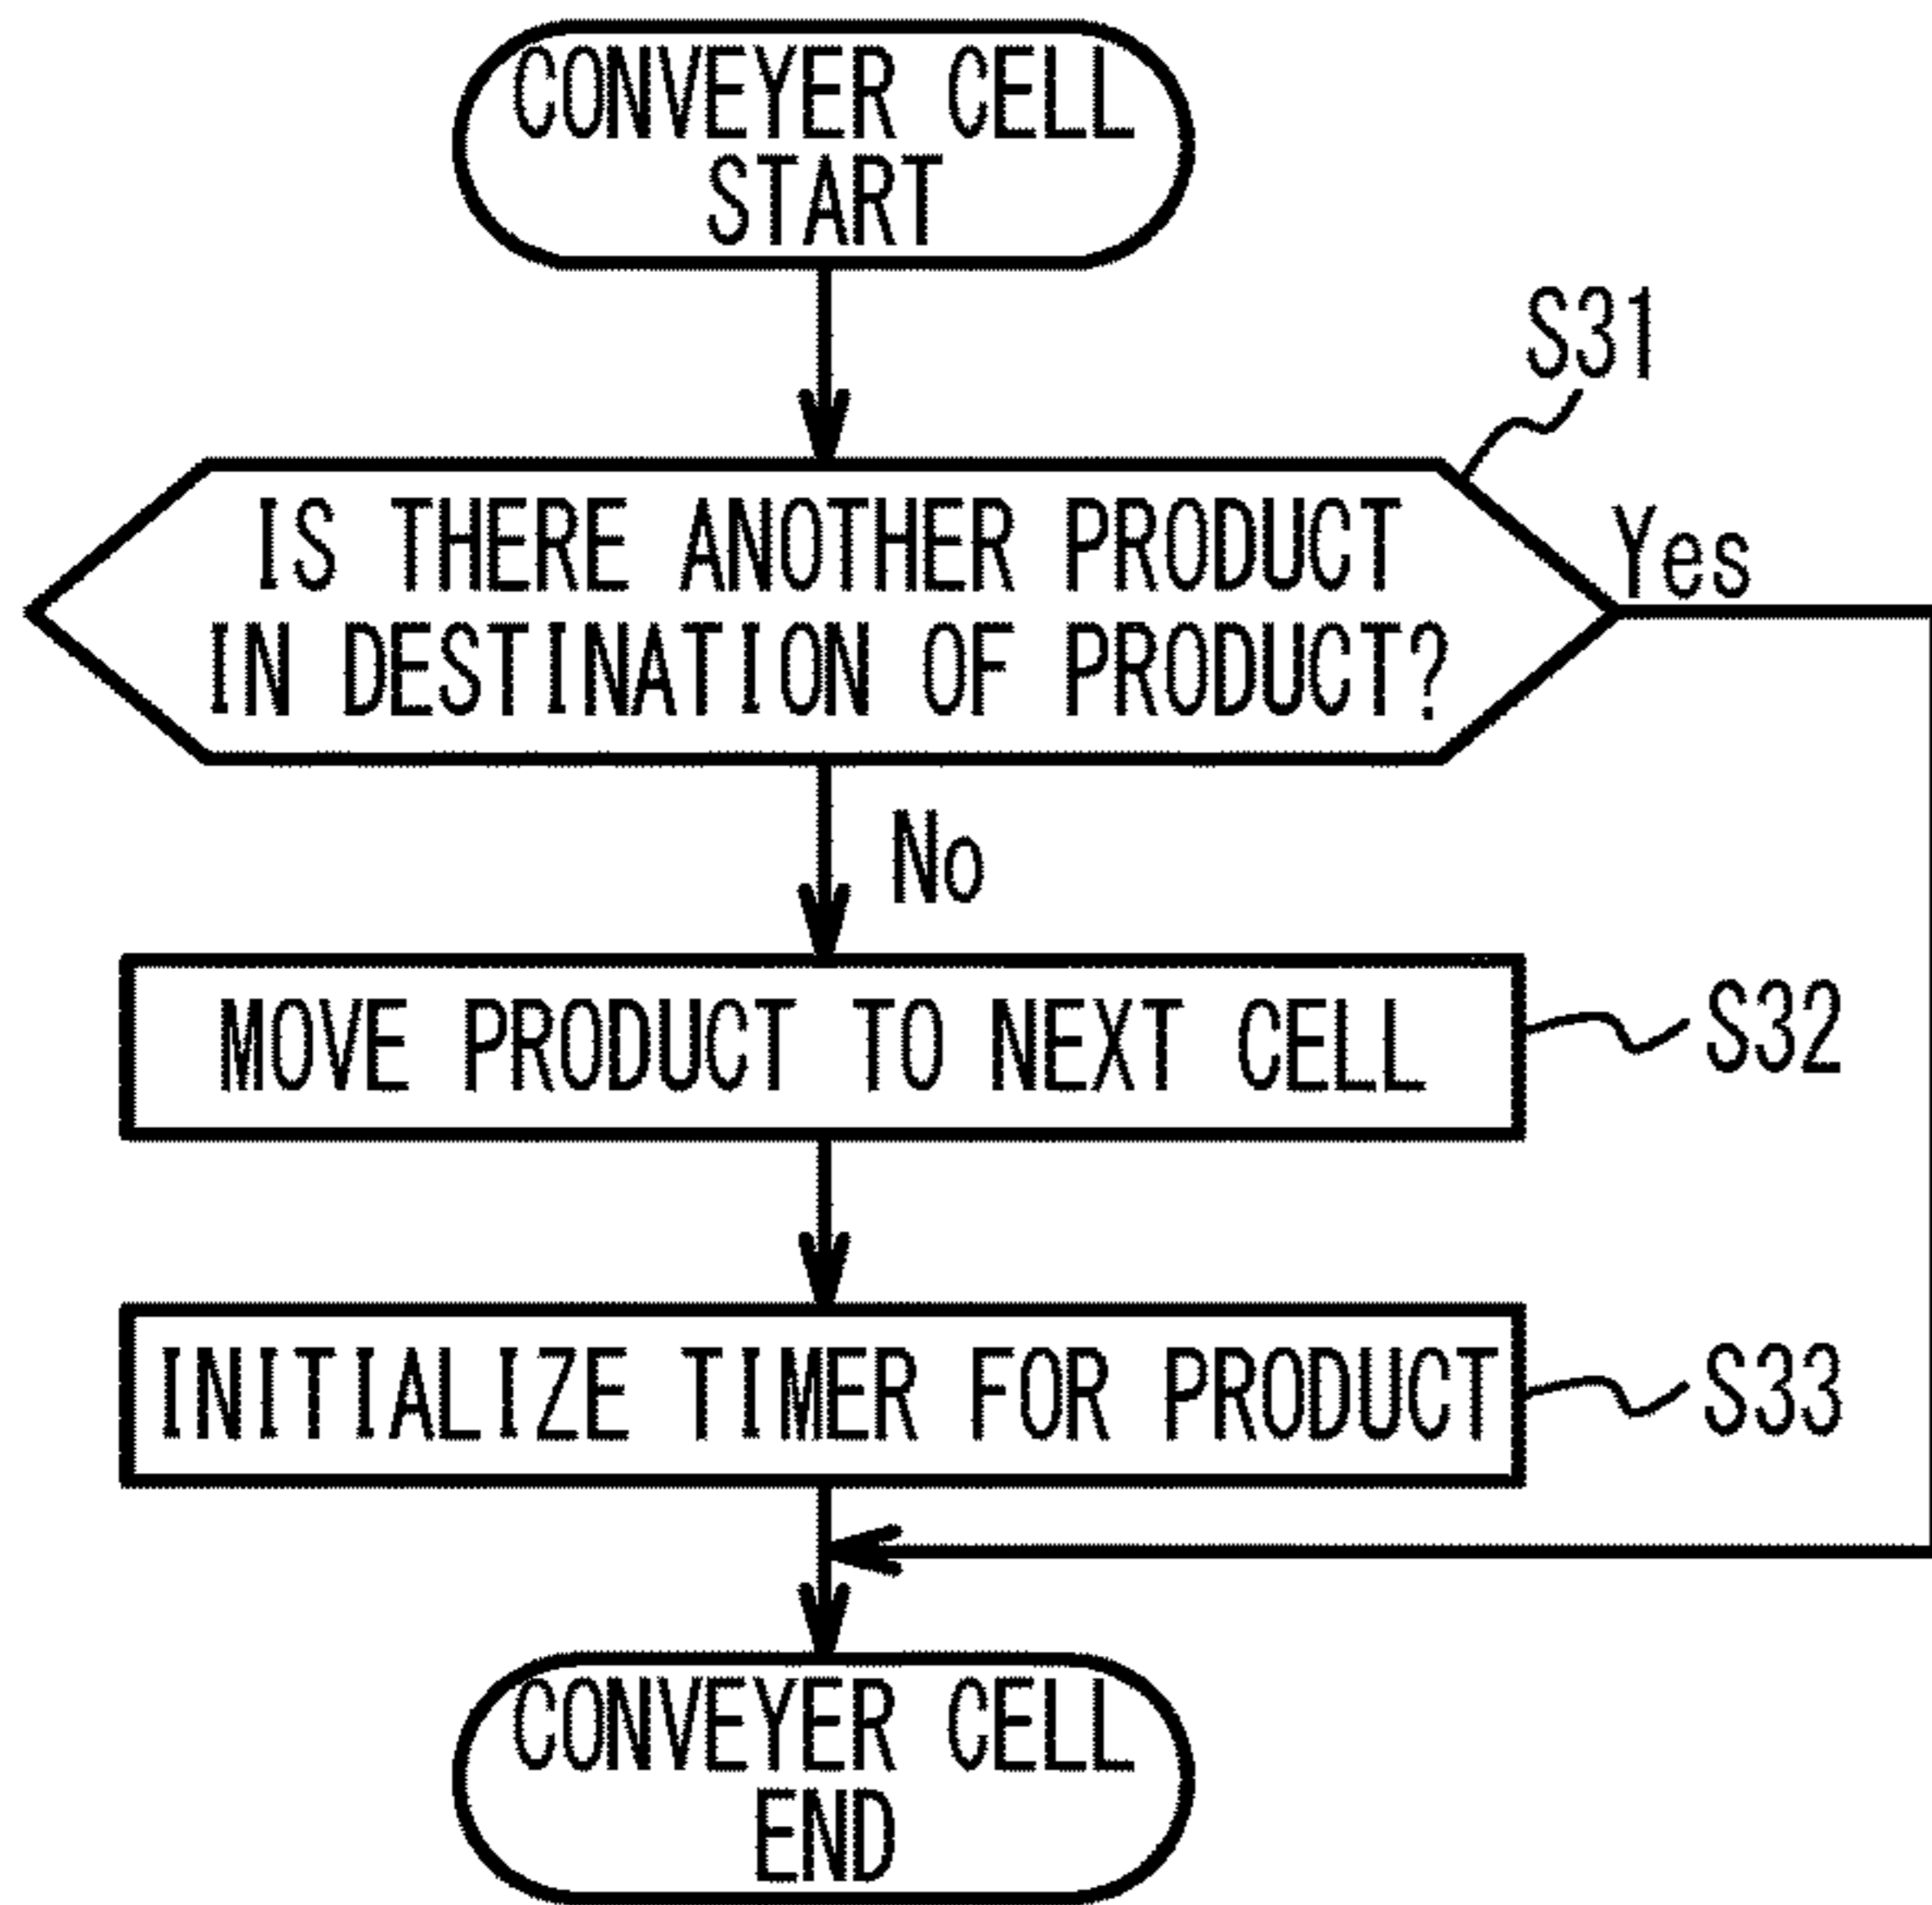 CONVEYER CELL
START
S31
IS THERE ANOTHER PRODUCT
IN DESTINATION OF PRODUCT?
Yes
No
MOVE PRODUCT TO NEXT CELL
S32
INITIALIZE TIMER FOR PRODUCT
S33
CONVEYER CELL
END